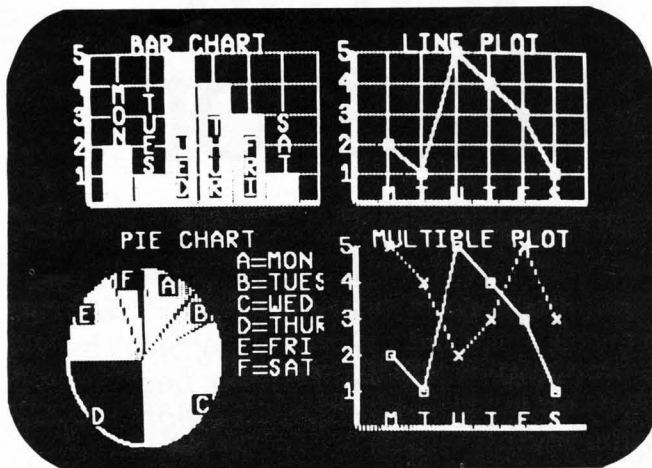 BAR CHART
5
4
3
2
1
MON
TUES
THUR
FRI
SAT
LINE PLOT
5
4
3
2
1
M T W T F S
PIE CHART
F A
E B
D C
A=MON
B=TUES
C=WED
D=THUR
E=FRI
F=SAT
MULTIPLE PLOT
5
4
3
2
1
M T W T F S